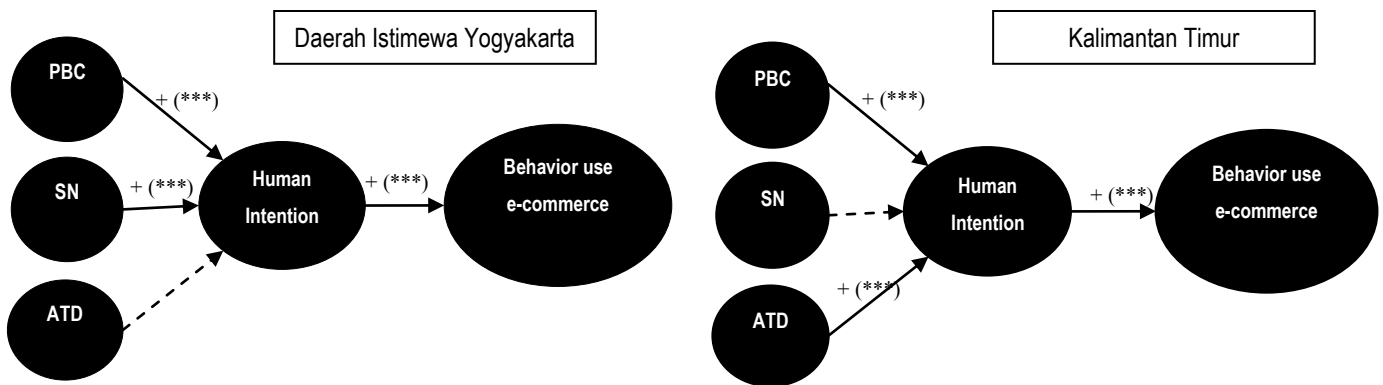 Daerah Istimewa Yogyakarta
PBC
+ (***)
SN
+ (***)
Human
Intention
+ (***)
Behavior use
e-commerce
ATD
Kalimantan Timur
PBC
+ (***)
SN
Human
Intention
+ (***)
Behavior use
e-commerce
ATD
+ (***)